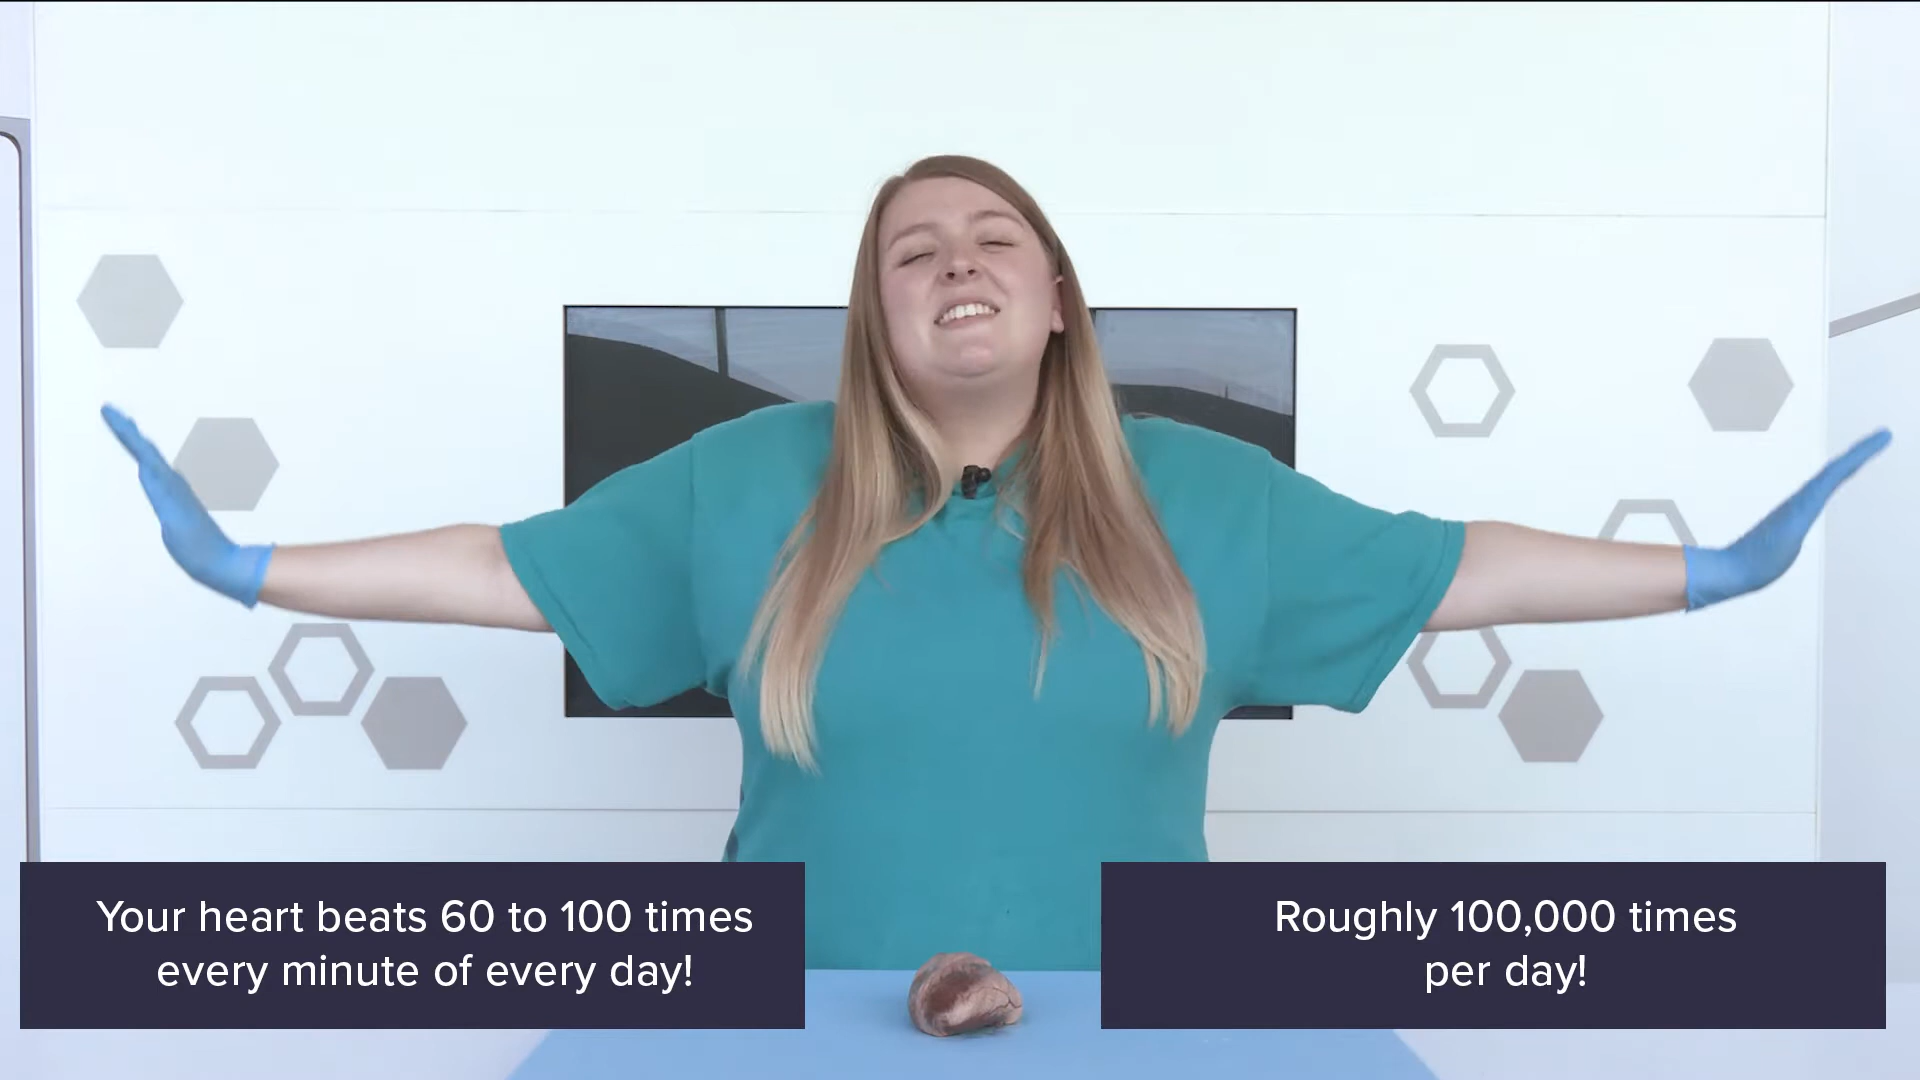 Your heart beats 60 to 100 times
every minute of every day!
Roughly 100,000 times
per day!